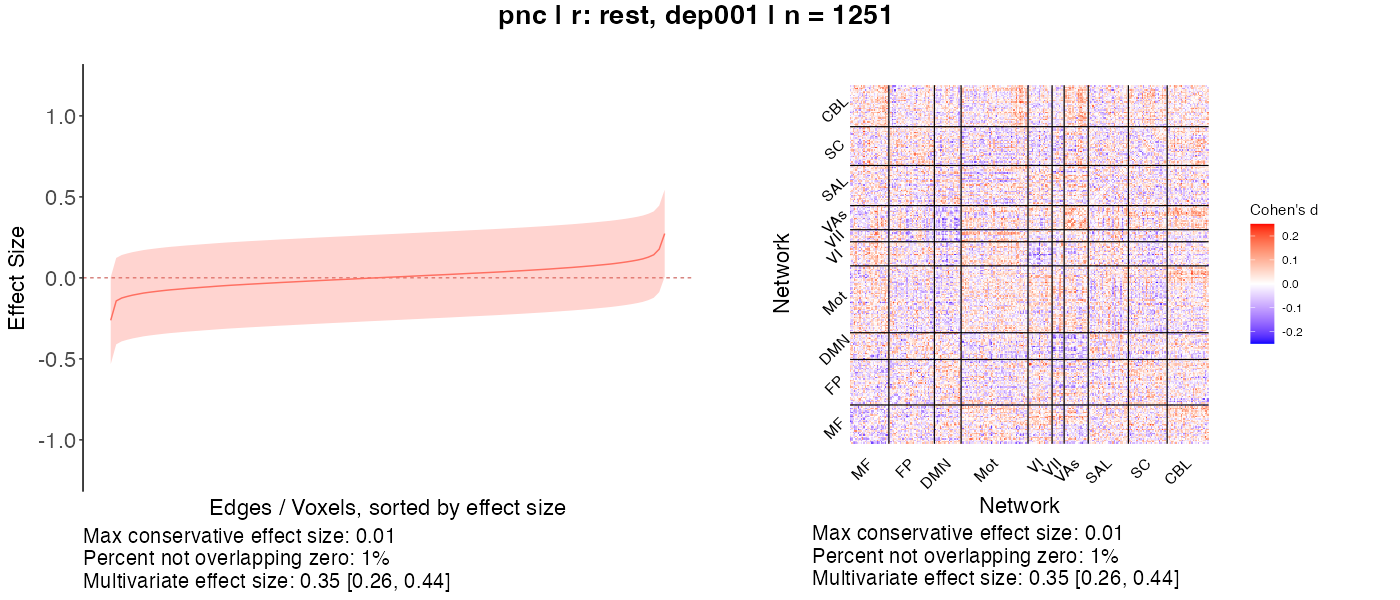 pnc | r: rest, dep001 | n = 1251
Effect Size
1.0
0.5
0.0
-0.5
-1.0
Edges / Voxels, sorted by effect size
Max conservative effect size: 0.01
Percent not overlapping zero: 1%
Multivariate effect size: 0.35 [0.26, 0.44]
Network
CBL
SC
SAL
VAs
VII
VI
Mot
DMN
FP
MF
MF
FP
DMN
Mot
VI
VII
VAs
SAL
SC
CBL
Network
Max conservative effect size: 0.01
Percent not overlapping zero: 1%
Multivariate effect size: 0.35 [0.26, 0.44]
Cohen's d
0.2
0.1
0.0
-0.1
-0.2